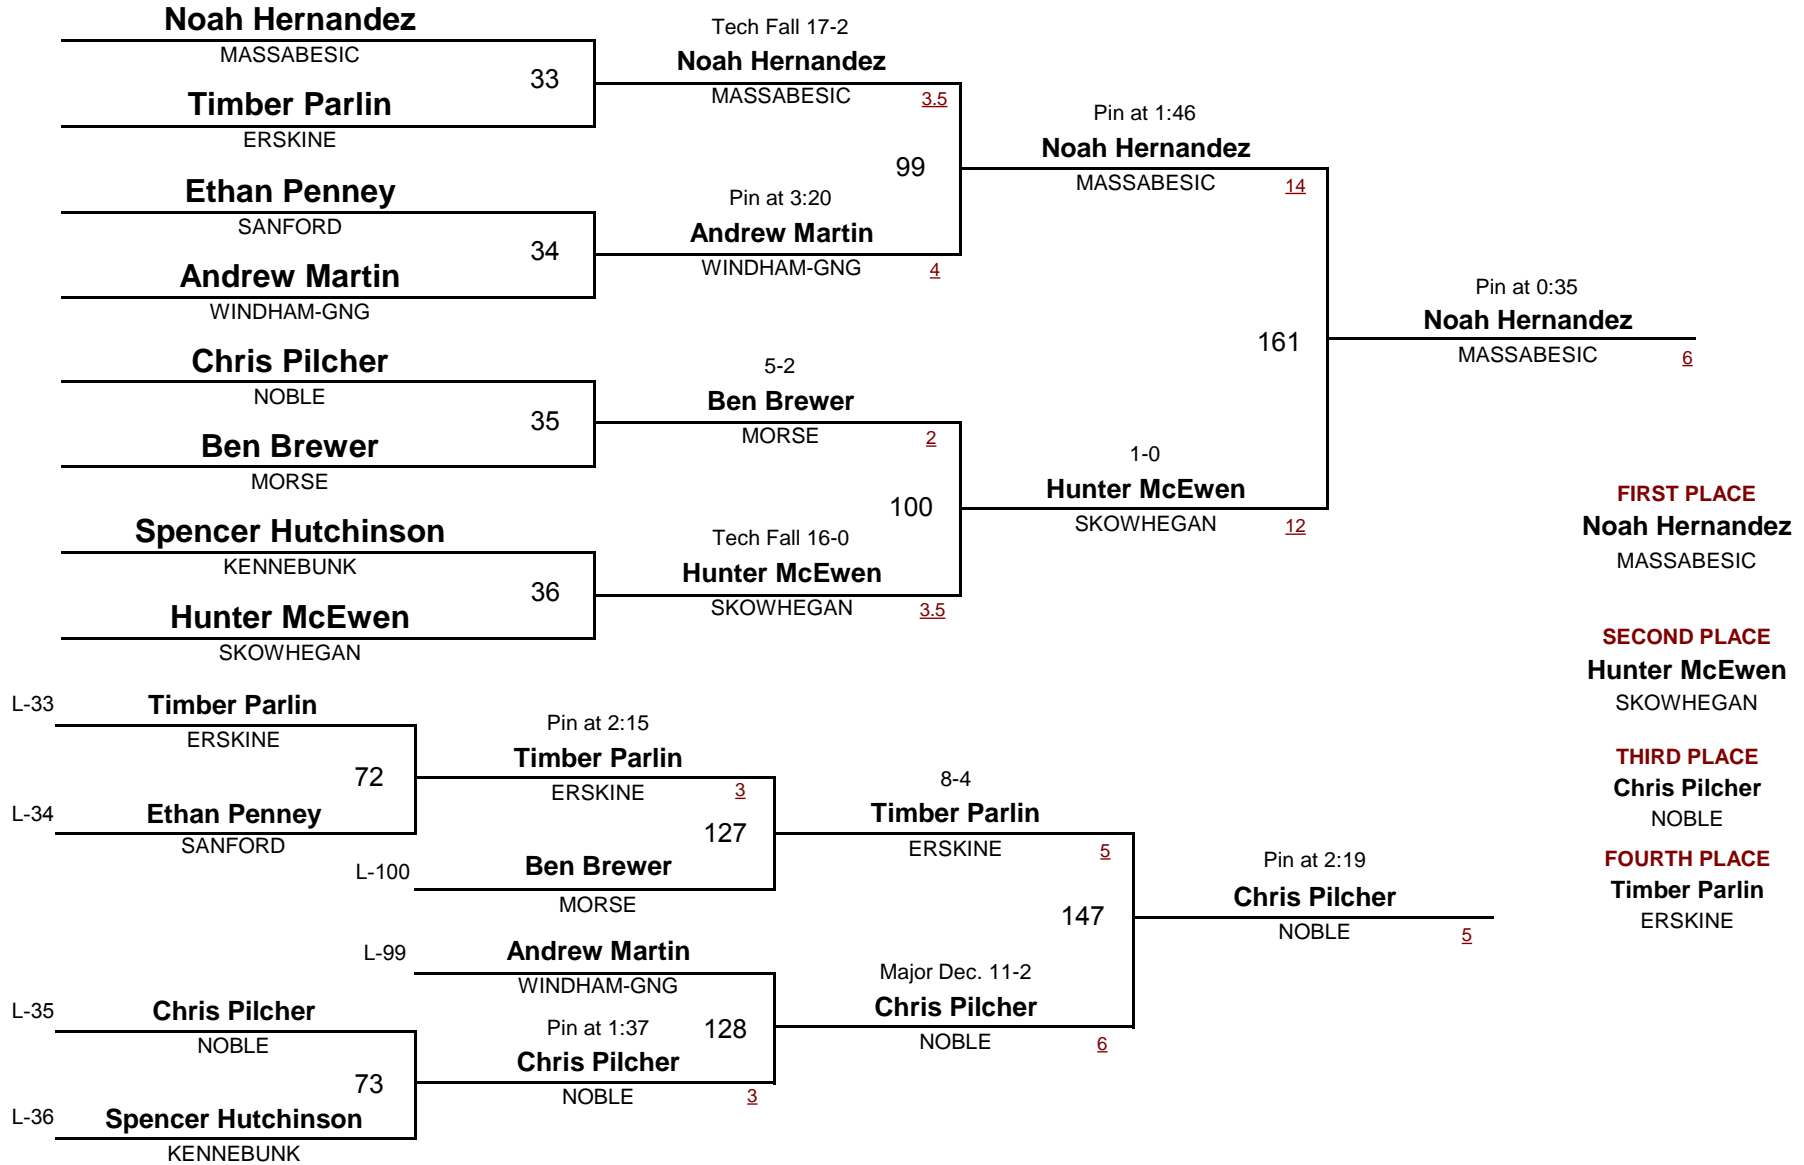 Noah Hernandez
MASSABESIC
33
Timber Parlin
ERSKINE
Ethan Penney
SANFORD
34
Andrew Martin
WINDHAM-GNG
Chris Pilcher
NOBLE
35
Ben Brewer
MORSE
Spencer Hutchinson
KENNEBUNK
36
Hunter McEwen
SKOWHEGAN
Tech Fall 17-2
Noah Hernandez
MASSABESIC 3.5
99
Pin at 3:20
Andrew Martin
WINDHAM-GNG 4
5-2
Ben Brewer
MORSE 2
100
Tech Fall 16-0
Hunter McEwen
SKOWHEGAN 3.5
Pin at 1:46
Noah Hernandez
MASSABESIC 14
161
1-0
Hunter McEwen
SKOWHEGAN 12
Pin at 0:35
Noah Hernandez
MASSABESIC 6
FIRST PLACE
Noah Hernandez
MASSABESIC
SECOND PLACE
Hunter McEwen
SKOWHEGAN
THIRD PLACE
Chris Pilcher
NOBLE
FOURTH PLACE
Timber Parlin
ERSKINE
L-33 Timber Parlin
ERSKINE
72
L-34 Ethan Penney
SANFORD
Pin at 2:15
Timber Parlin
ERSKINE 3
127
L-100 Ben Brewer
MORSE
L-99 Andrew Martin
WINDHAM-GNG
128
L-35 Chris Pilcher
NOBLE
73
L-36 Spencer Hutchinson
KENNEBUNK
Pin at 1:37
Chris Pilcher
NOBLE 3
8-4
Timber Parlin
ERSKINE 5
147
Major Dec. 11-2
Chris Pilcher
NOBLE 6
Pin at 2:19
Chris Pilcher
NOBLE 5